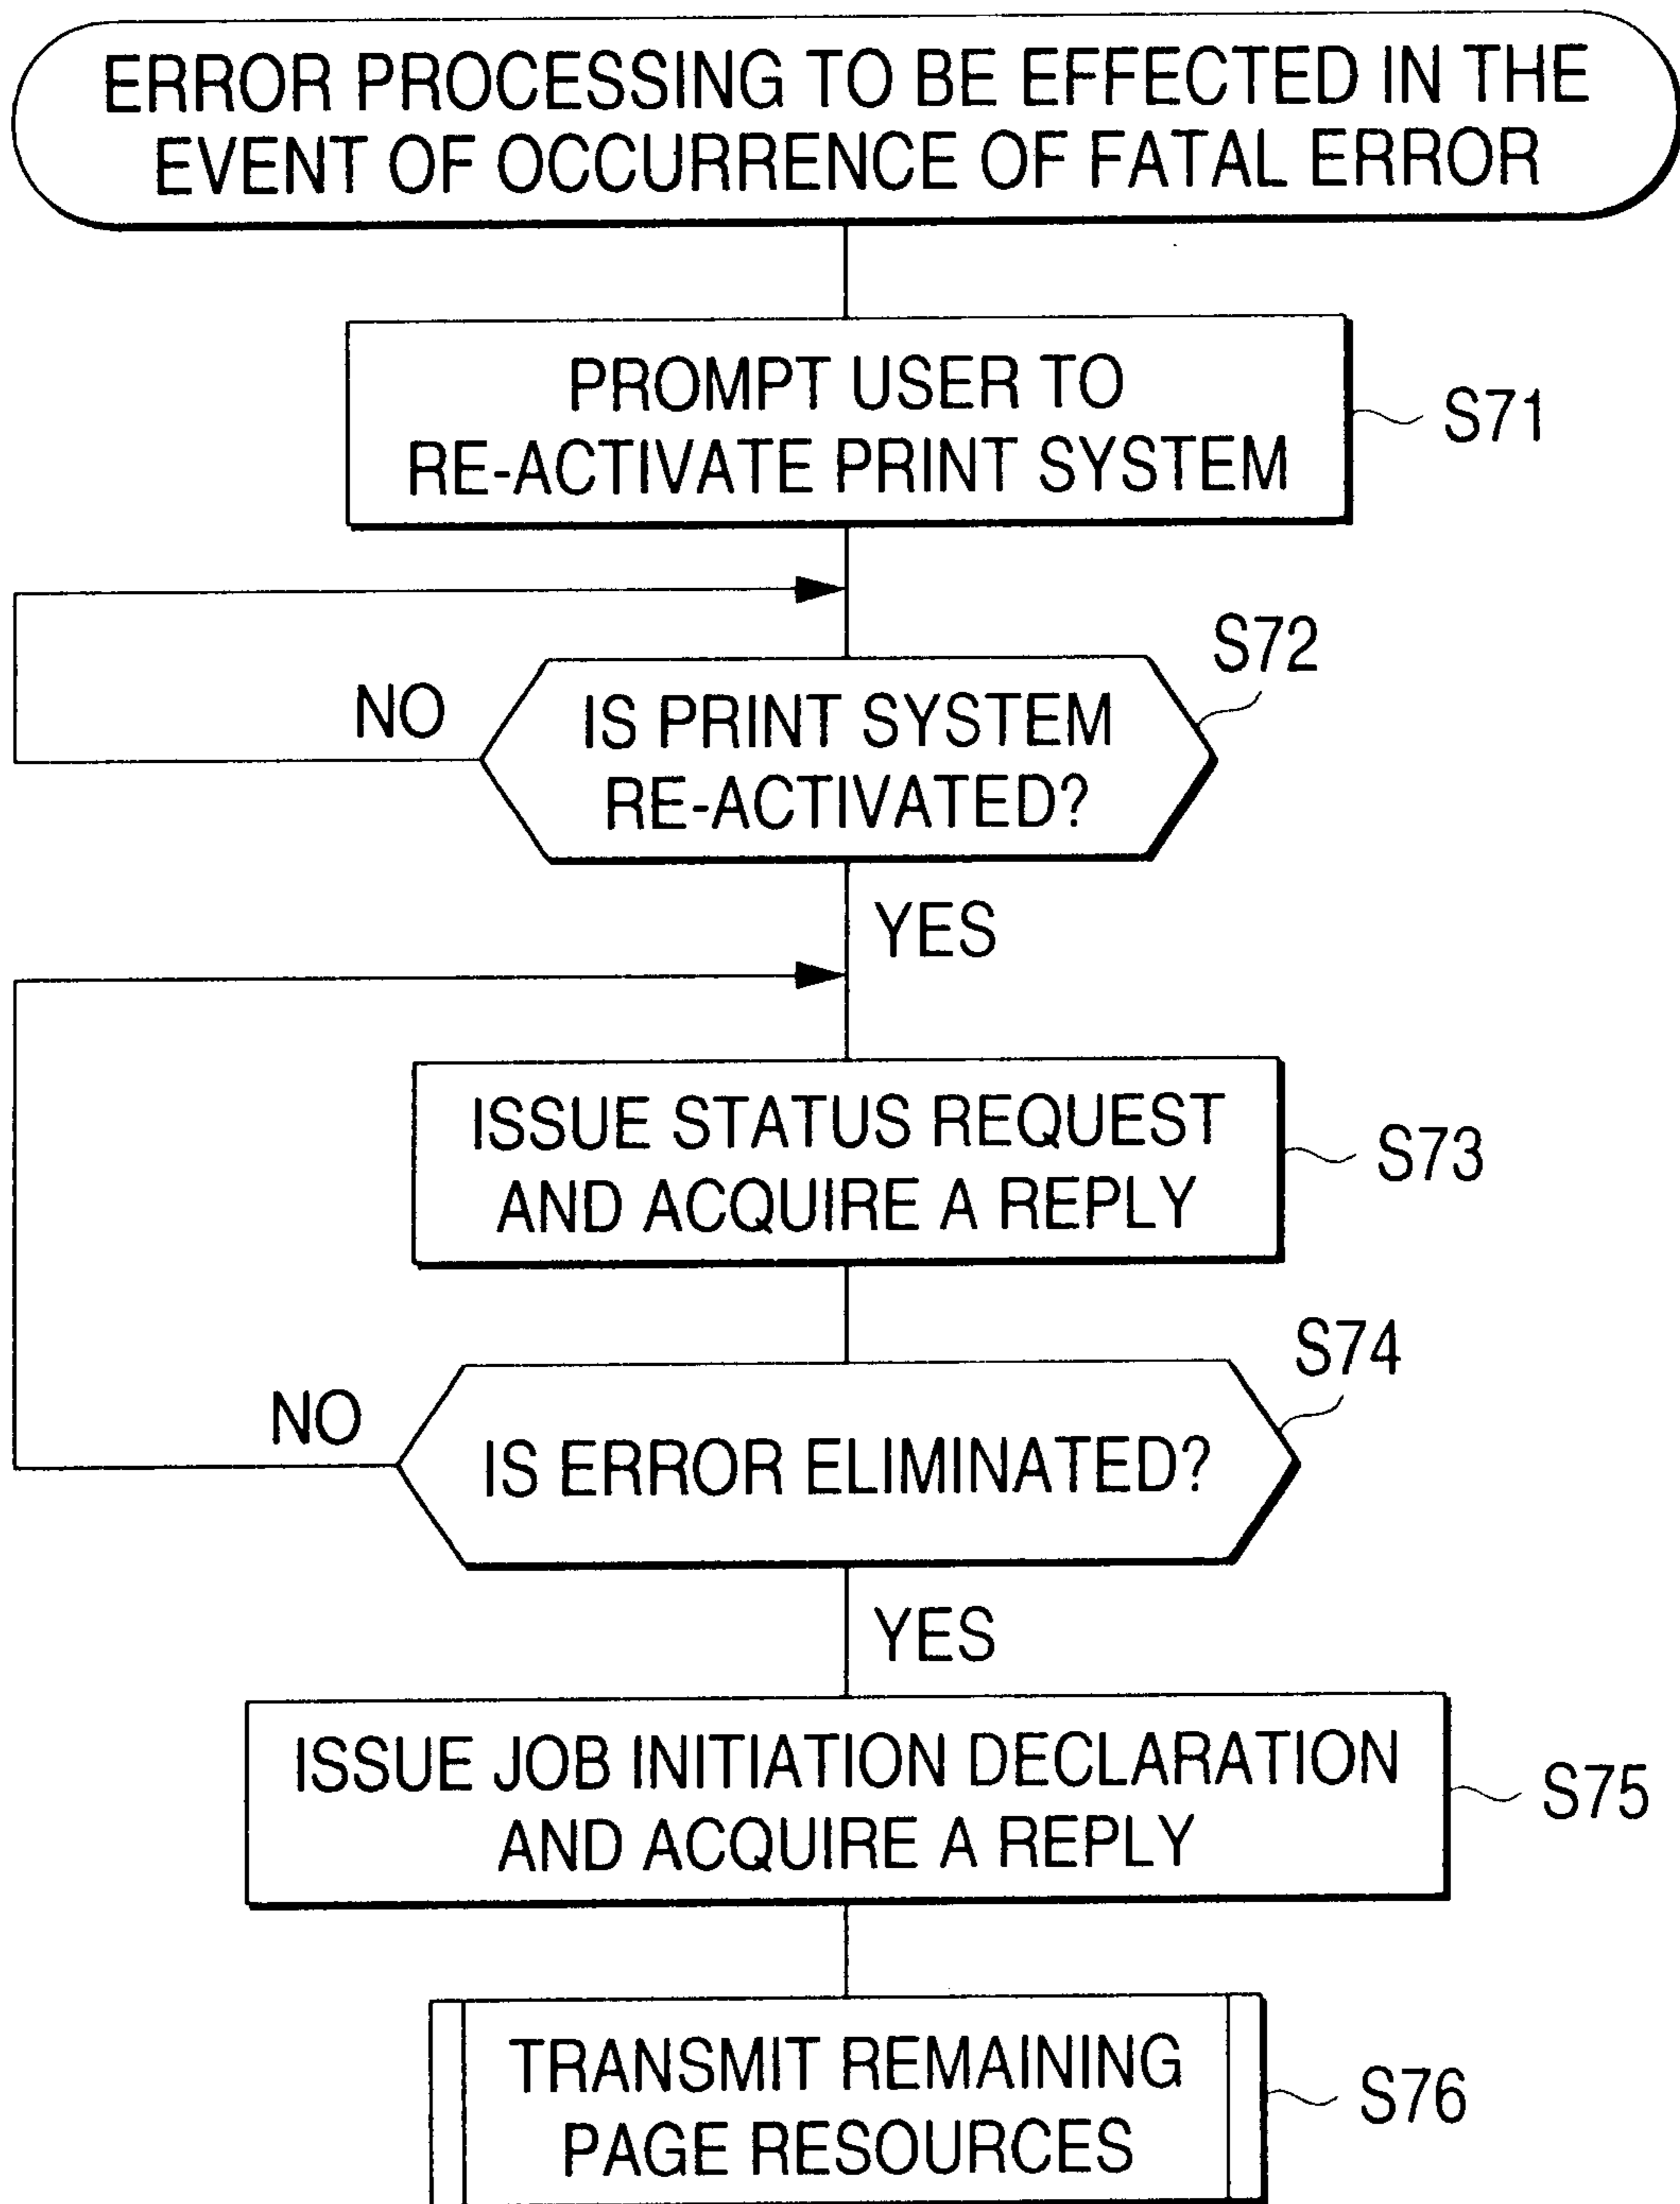 ERROR PROCESSING TO BE EFFECTED IN THE
EVENT OF OCCURRENCE OF FATAL ERROR
PROMPT USER TO
RE-ACTIVATE PRINT SYSTEM
S71
S72
NO
IS PRINT SYSTEM
RE-ACTIVATED?
YES
ISSUE STATUS REQUEST
AND ACQUIRE A REPLY
S73
S74
NO
IS ERROR ELIMINATED?
YES
ISSUE JOB INITIATION DECLARATION
AND ACQUIRE A REPLY
S75
TRANSMIT REMAINING
PAGE RESOURCES
S76